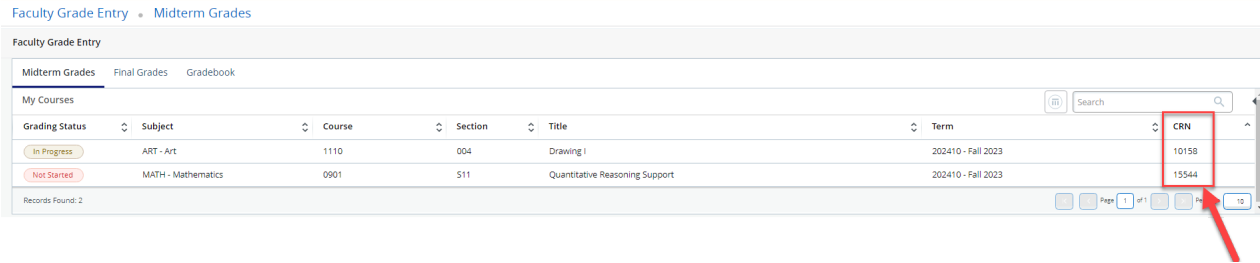 Faculty Grade Entry • Midterm Grades
Faculty Grade Entry
Midterm Grades Final Grades Gradebook
My Courses Search
Grading Status Subject Course Section Title Term CRN
In Progress ART - Art 1110 004 Drawing I 202410 - Fall 2023 10158
Not Started MATH - Mathematics 0901 S11 Quantitative Reasoning Support 202410 - Fall 2023 15544
Records Found: 2 Page 1 of 1 10